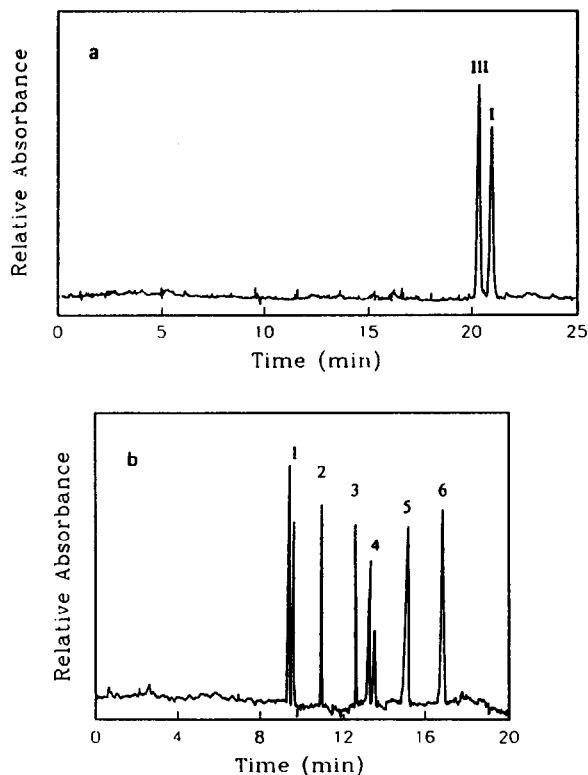 a
III
I
Relative Absorbance
0 5 10 15 20 25
Time (min)
b
1
2
3
4
5
6
Relative Absorbance
0 4 8 12 16 20
Time (min)